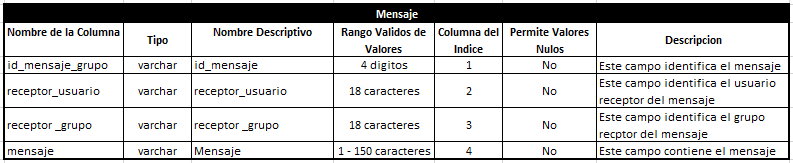 Mensaje
Nombre de la Columna Tipo Nombre Descriptivo Rango Validos de Valores Columna del Indice Permite Valores Nulos Descripcion
id_mensaje_grupo varchar id_mensaje 4 digitos 1 No Este campo identifica el mensaje
receptor_usuario varchar receptor_usuario 18 caracteres 2 No Este campo identifica el usuario receptor del mensaje
receptor _grupo varchar receptor _grupo 18 caracteres 3 No Este campo identifica el grupo recptor del mensaje
mensaje varchar Mensaje 1 - 150 caracteres 4 No Este campo contiene el mensaje